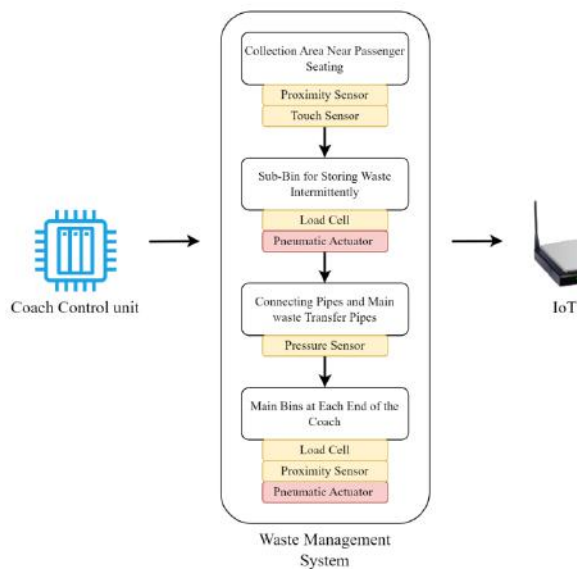 Collection Area Near Passenger
Seating
Proximity Sensor
Touch Sensor
Sub-Bin for Storing Waste
Intermittently
Load Cell
Pneumatic Actuator
Coach Control unit
IoT
Connecting Pipes and Main
waste Transfer Pipes
Pressure Sensor
Main Bins at Each End of the
Coach
Load Cell
Proximity Sensor
Pneumatic Actuator
Waste Management
System